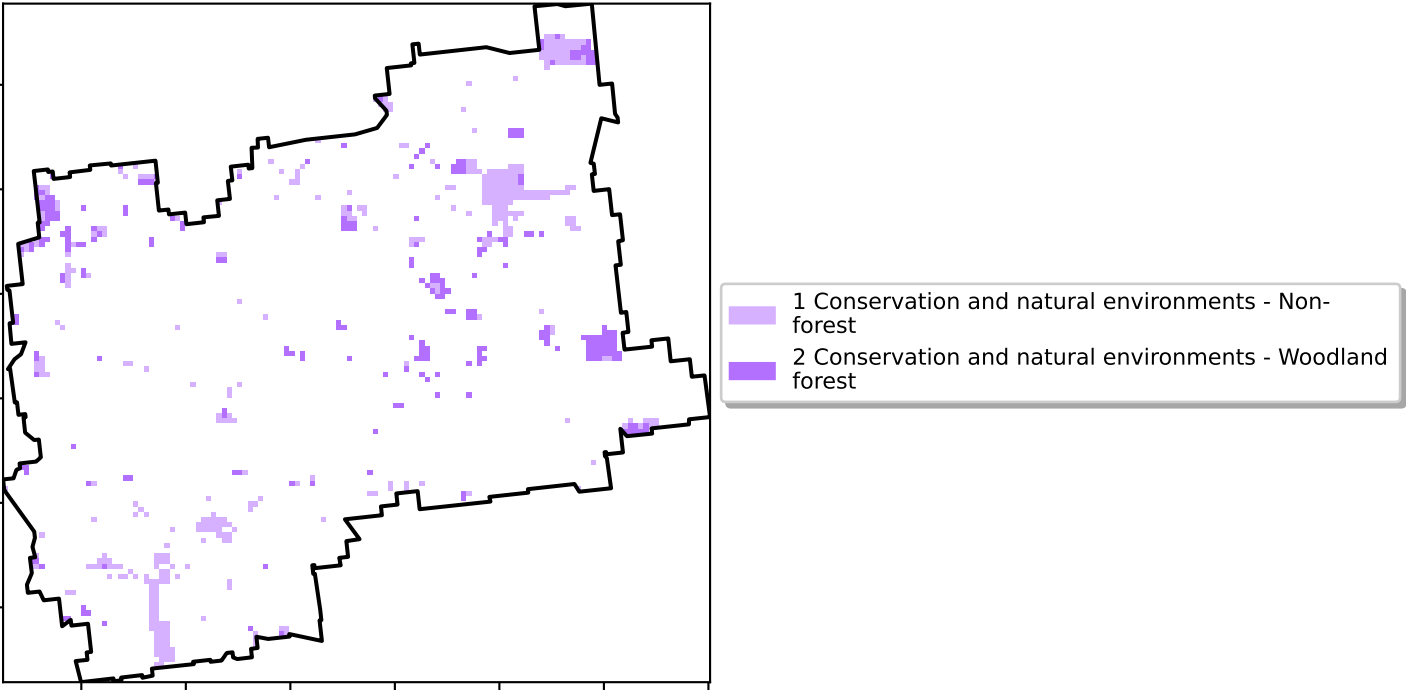 1 Conservation and natural environments - Non-
forest
2 Conservation and natural environments - Woodland
forest